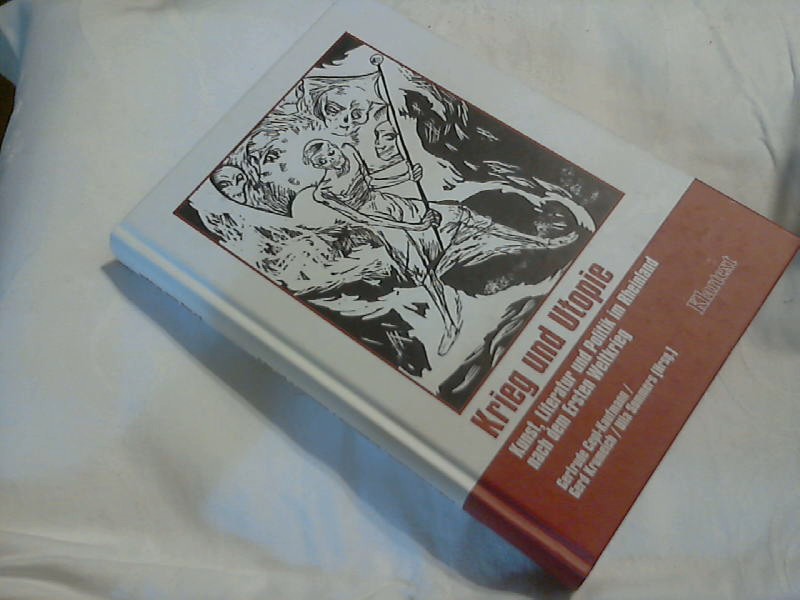 Krieg und Utopie
Kunst, Literatur und Politik im Rheinland
nach dem Ersten Weltkrieg
Gertrude Cepl-Kaufmann /
Gerd Krumeich / Ulla Sommers (Hrsg.)
Klartext